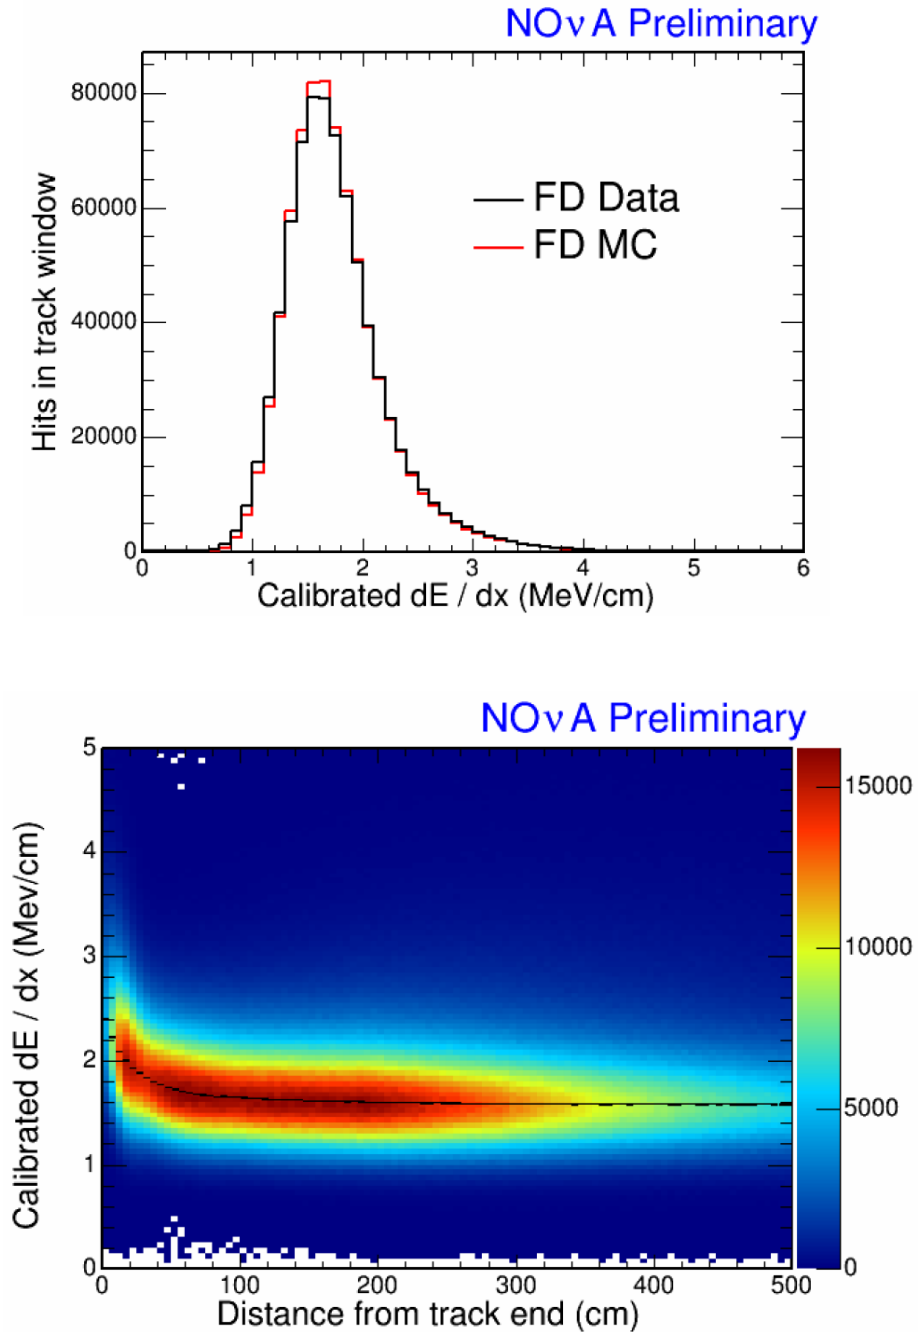 NOνA Preliminary
80000
60000
40000
20000
0
Hits in track window
FD Data
FD MC
0 1 2 3 4 5 6
Calibrated dE / dx (MeV/cm)
NOνA Preliminary
5
4
3
2
1
0
Calibrated dE / dx (Mev/cm)
15000
10000
5000
0
0 100 200 300 400 500
Distance from track end (cm)